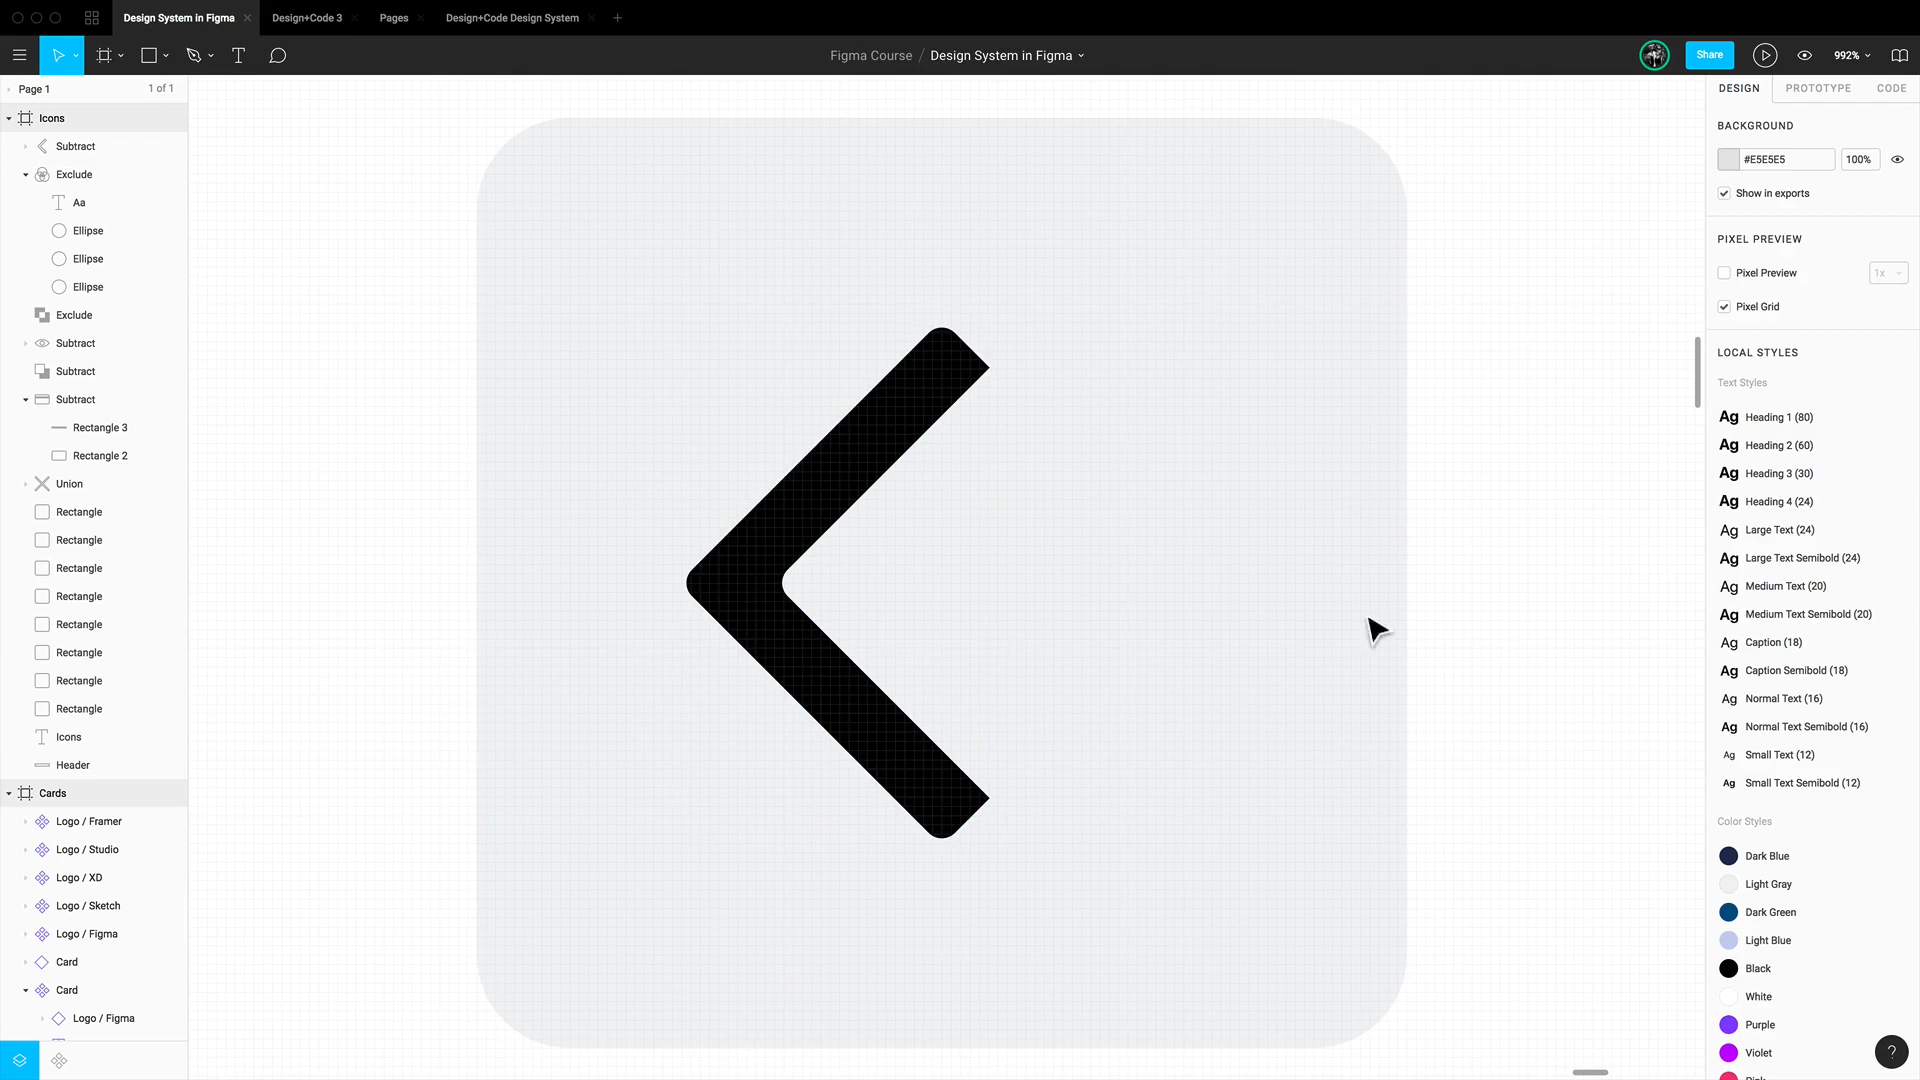 Design System in Figma
Design+Code 3
Pages
Design+Code Design System
Figma Course / Design System in Figma
Share
992%
Page 1
1 of 1
Icons
Subtract
Exclude
Aa
Ellipse
Ellipse
Ellipse
Exclude
Subtract
Subtract
Subtract
Rectangle 3
Rectangle 2
Union
Rectangle
Rectangle
Rectangle
Rectangle
Rectangle
Rectangle
Rectangle
Rectangle
Icons
Header
Cards
Logo / Framer
Logo / Studio
Logo / XD
Logo / Sketch
Logo / Figma
Card
Card
Logo / Figma
DESIGN
PROTOTYPE
CODE
BACKGROUND
#E5E5E5
100%
Show in exports
PIXEL PREVIEW
Pixel Preview
1x
Pixel Grid
LOCAL STYLES
Text Styles
Ag Heading 1 (80)
Ag Heading 2 (60)
Ag Heading 3 (30)
Ag Heading 4 (24)
Ag Large Text (24)
Ag Large Text Semibold (24)
Ag Medium Text (20)
Ag Medium Text Semibold (20)
Ag Caption (18)
Ag Caption Semibold (18)
Ag Normal Text (16)
Ag Normal Text Semibold (16)
Ag Small Text (12)
Ag Small Text Semibold (12)
Color Styles
Dark Blue
Light Gray
Dark Green
Light Blue
Black
White
Purple
Violet
?